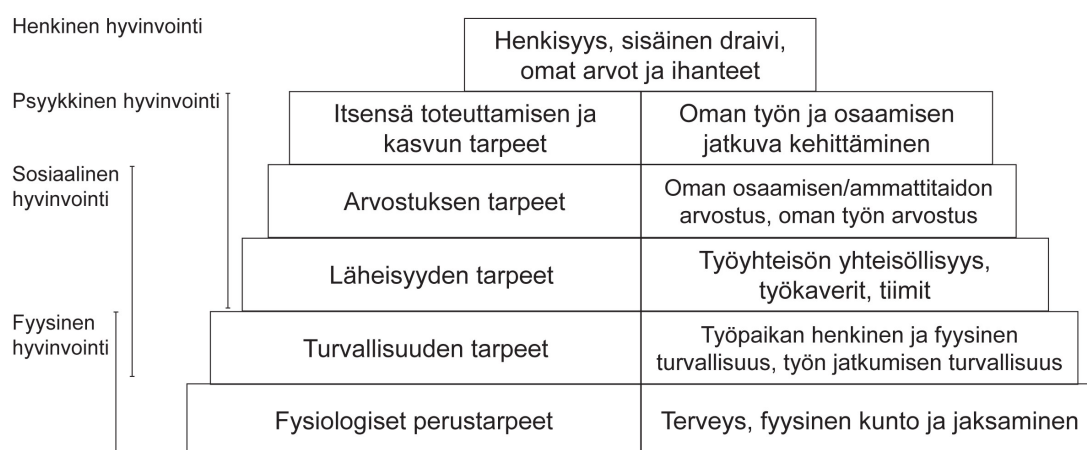 Henkinen hyvinvointi
Henkisyys, sisäinen draivi,
omat arvot ja ihanteet
Psyykkinen hyvinvointi
Itsensä toteuttamisen ja
kasvun tarpeet
Oman työn ja osaamisen
jatkuva kehittäminen
Sosiaalinen
hyvinvointi
Arvostuksen tarpeet
Oman osaamisen/ammattitaidon
arvostus, oman työn arvostus
Läheisyyden tarpeet
Työyhteisön yhteisöllisyys,
työkaverit, tiimit
Fyysinen
hyvinvointi
Turvallisuuden tarpeet
Työpaikan henkinen ja fyysinen
turvallisuus, työn jatkumisen turvallisuus
Fysiologiset perustarpeet
Terveys, fyysinen kunto ja jaksaminen